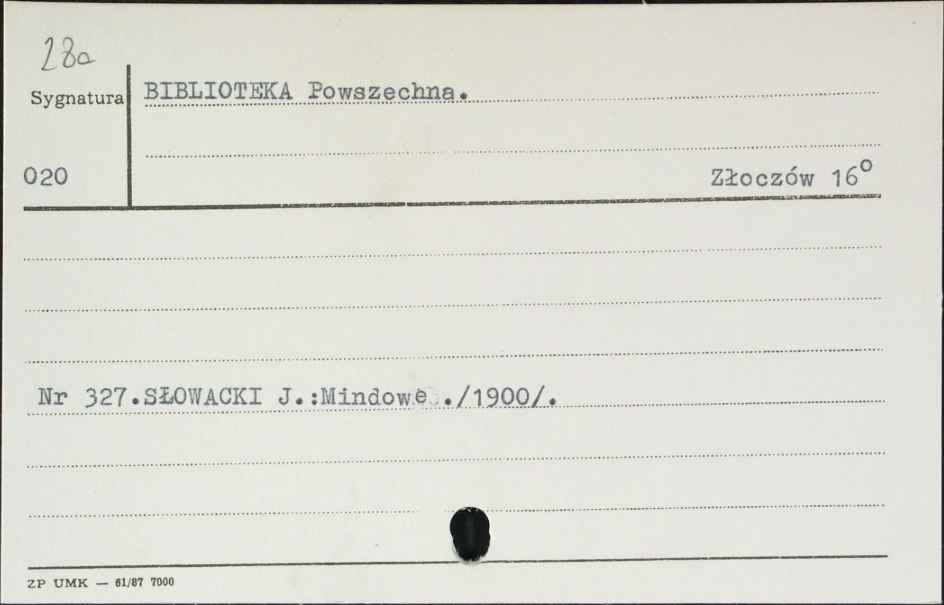 28a
Sygnatura
BIBLIOTEKA Powszechna.
020
Złoczów 16°
Nr 327.SŁOWACKI J.:Mindowe ./1900/.
ZP UMK — 61/87 7000